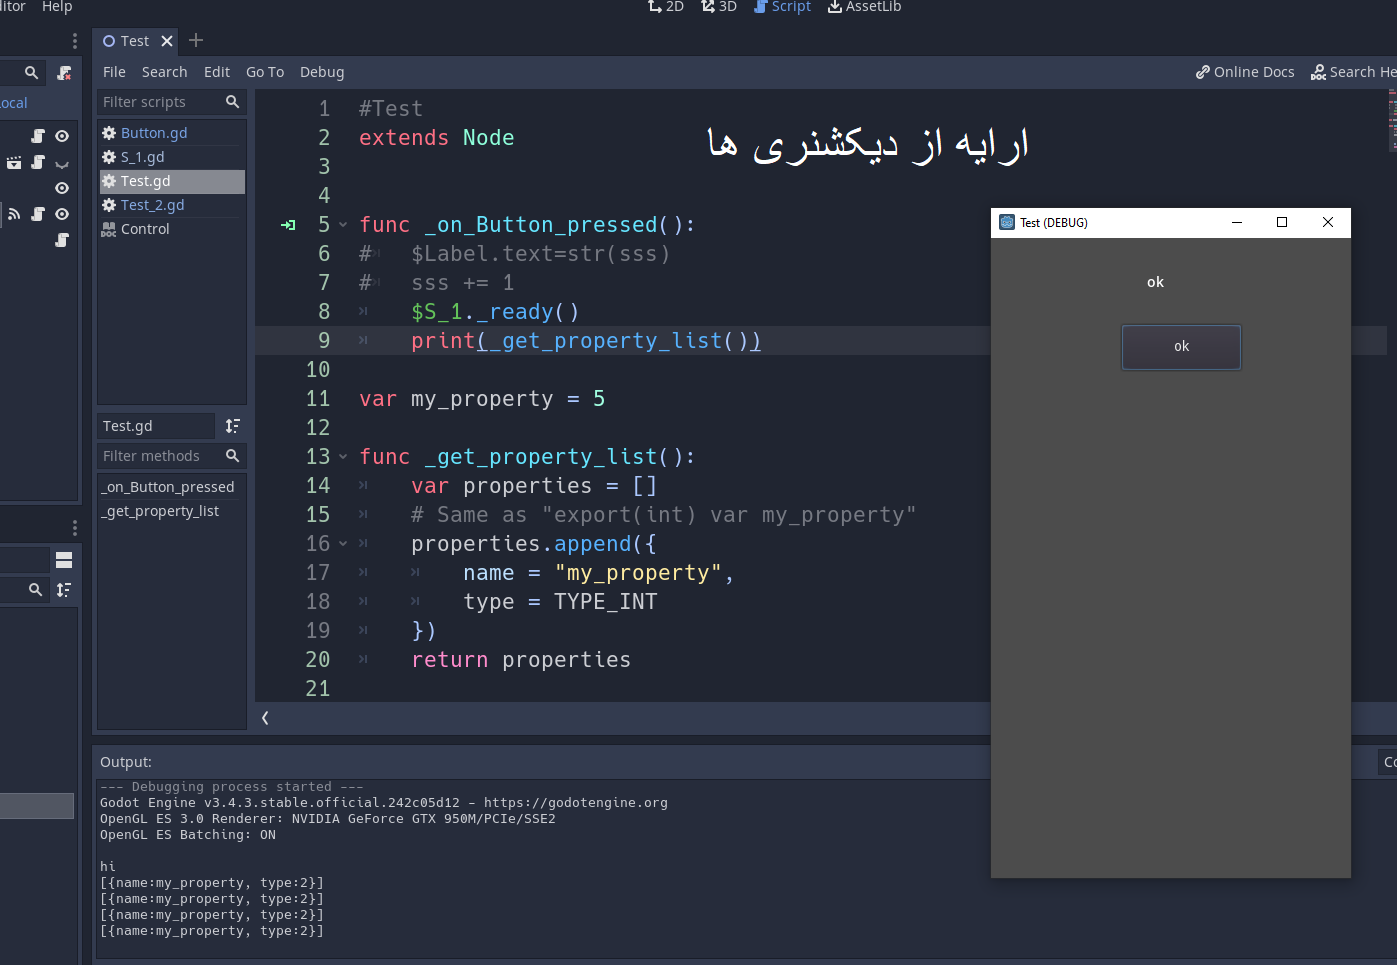 Help
2D 3D Script AssetLib
Test
File Search Edit Go To Debug
Online Docs Search He
Filter scripts
ocal
Button.gd
S_1.gd
Test.gd
Test_2.gd
Control
Test.gd
Filter methods
_on_Button_pressed
_get_property_list
1 #Test
2 extends Node
3
4
5 func _on_Button_pressed():
6 # $Label.text=str(sss)
7 # sss += 1
8 $S_1._ready()
9 print(_get_property_list())
10
11 var my_property = 5
12
13 func _get_property_list():
14 var properties = []
15 # Same as "export(int) var my_property"
16 properties.append({
17 name = "my_property",
18 type = TYPE_INT
19 })
20 return properties
21
ارایه از دیکشنری ها
Test (DEBUG)
ok
ok
Output:
Co
--- Debugging process started ---
Godot Engine v3.4.3.stable.official.242c05d12 - https://godotengine.org
OpenGL ES 3.0 Renderer: NVIDIA GeForce GTX 950M/PCIe/SSE2
OpenGL ES Batching: ON
hi
[{name:my_property, type:2}]
[{name:my_property, type:2}]
[{name:my_property, type:2}]
[{name:my_property, type:2}]